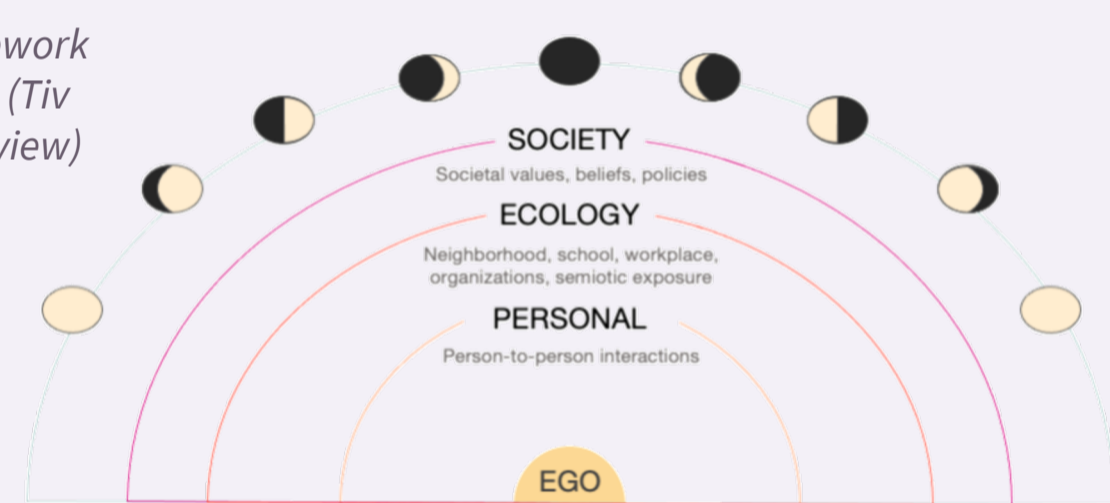 work
(Tiv
view)
SOCIETY
Societal values, beliefs, policies
ECOLOGY
Neighborhood, school, workplace,
organizations, semiotic exposure
PERSONAL
Person-to-person interactions
EGO